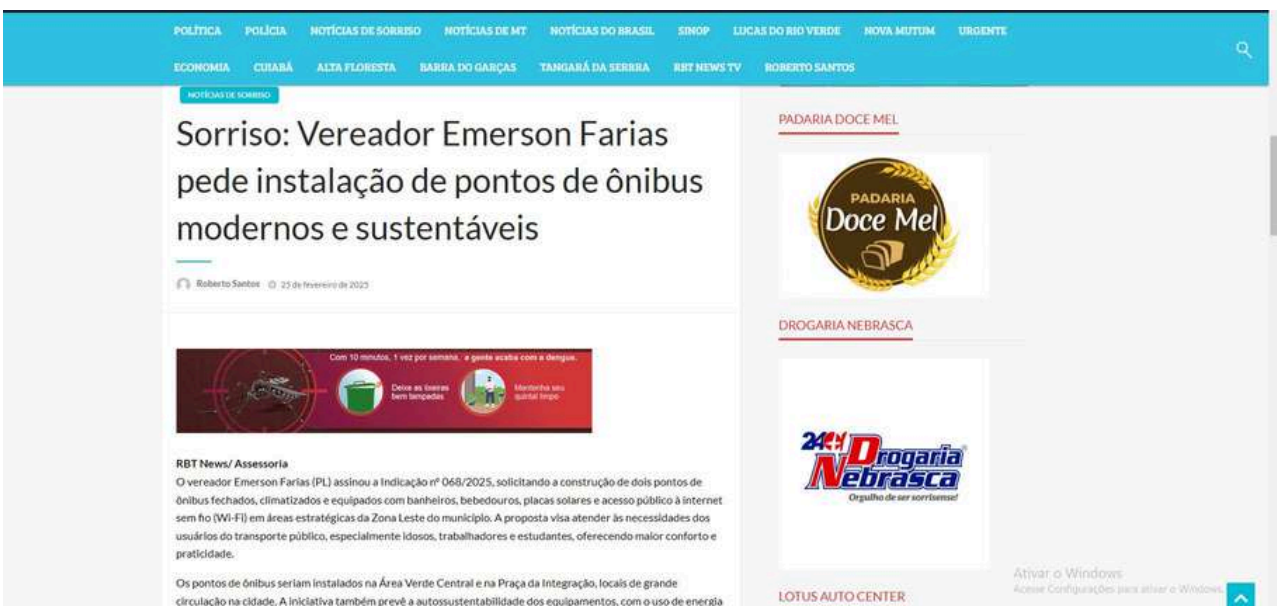 POLÍTICA POLÍCIA NOTÍCIAS DE SORRISO NOTÍCIAS DE MT NOTÍCIAS DO BRASIL SINOP LUCAS DO RIO VERDE NOVA MUTUM URGENTE
ECONOMIA CUIABÁ ALTA FLORESTA BARRA DO GARÇAS TANGARÁ DA SERRRA RBT NEWS TV ROBERTO SANTOS
NOTÍCIAS DE SORRISO
Sorriso: Vereador Emerson Farias
pede instalação de pontos de ônibus
modernos e sustentáveis
Roberto Santos 25 de fevereiro de 2025
Com 10 minutos, 1 vez por semana, a gente acaba com a dengue.
Deixe as lixeiras
bem tampadas
Mantenha seu
quintal limpo
RBT News/ Assessoria
O vereador Emerson Farias (PL) assinou a Indicação nº 068/2025, solicitando a construção de dois pontos de
ônibus fechados, climatizados e equipados com banheiros, bebedouros, placas solares e acesso público à internet
sem fio (Wi-Fi) em áreas estratégicas da Zona Leste do município. A proposta visa atender às necessidades dos
usuários do transporte público, especialmente idosos, trabalhadores e estudantes, oferecendo maior conforto e
praticidade.
Os pontos de ônibus seriam instalados na Área Verde Central e na Praça da Integração, locais de grande
circulação na cidade. A iniciativa também prevê a autossustentabilidade dos equipamentos, com o uso de energia
PADARIA DOCE MEL
PADARIA
Doce Mel
DROGARIA NEBRASCA
24H
Drogaria
Nebrasca
Orgulho de ser sorrisense!
LOTUS AUTO CENTER
Ativar o Windows
Acesse Configurações para ativar o Windows.